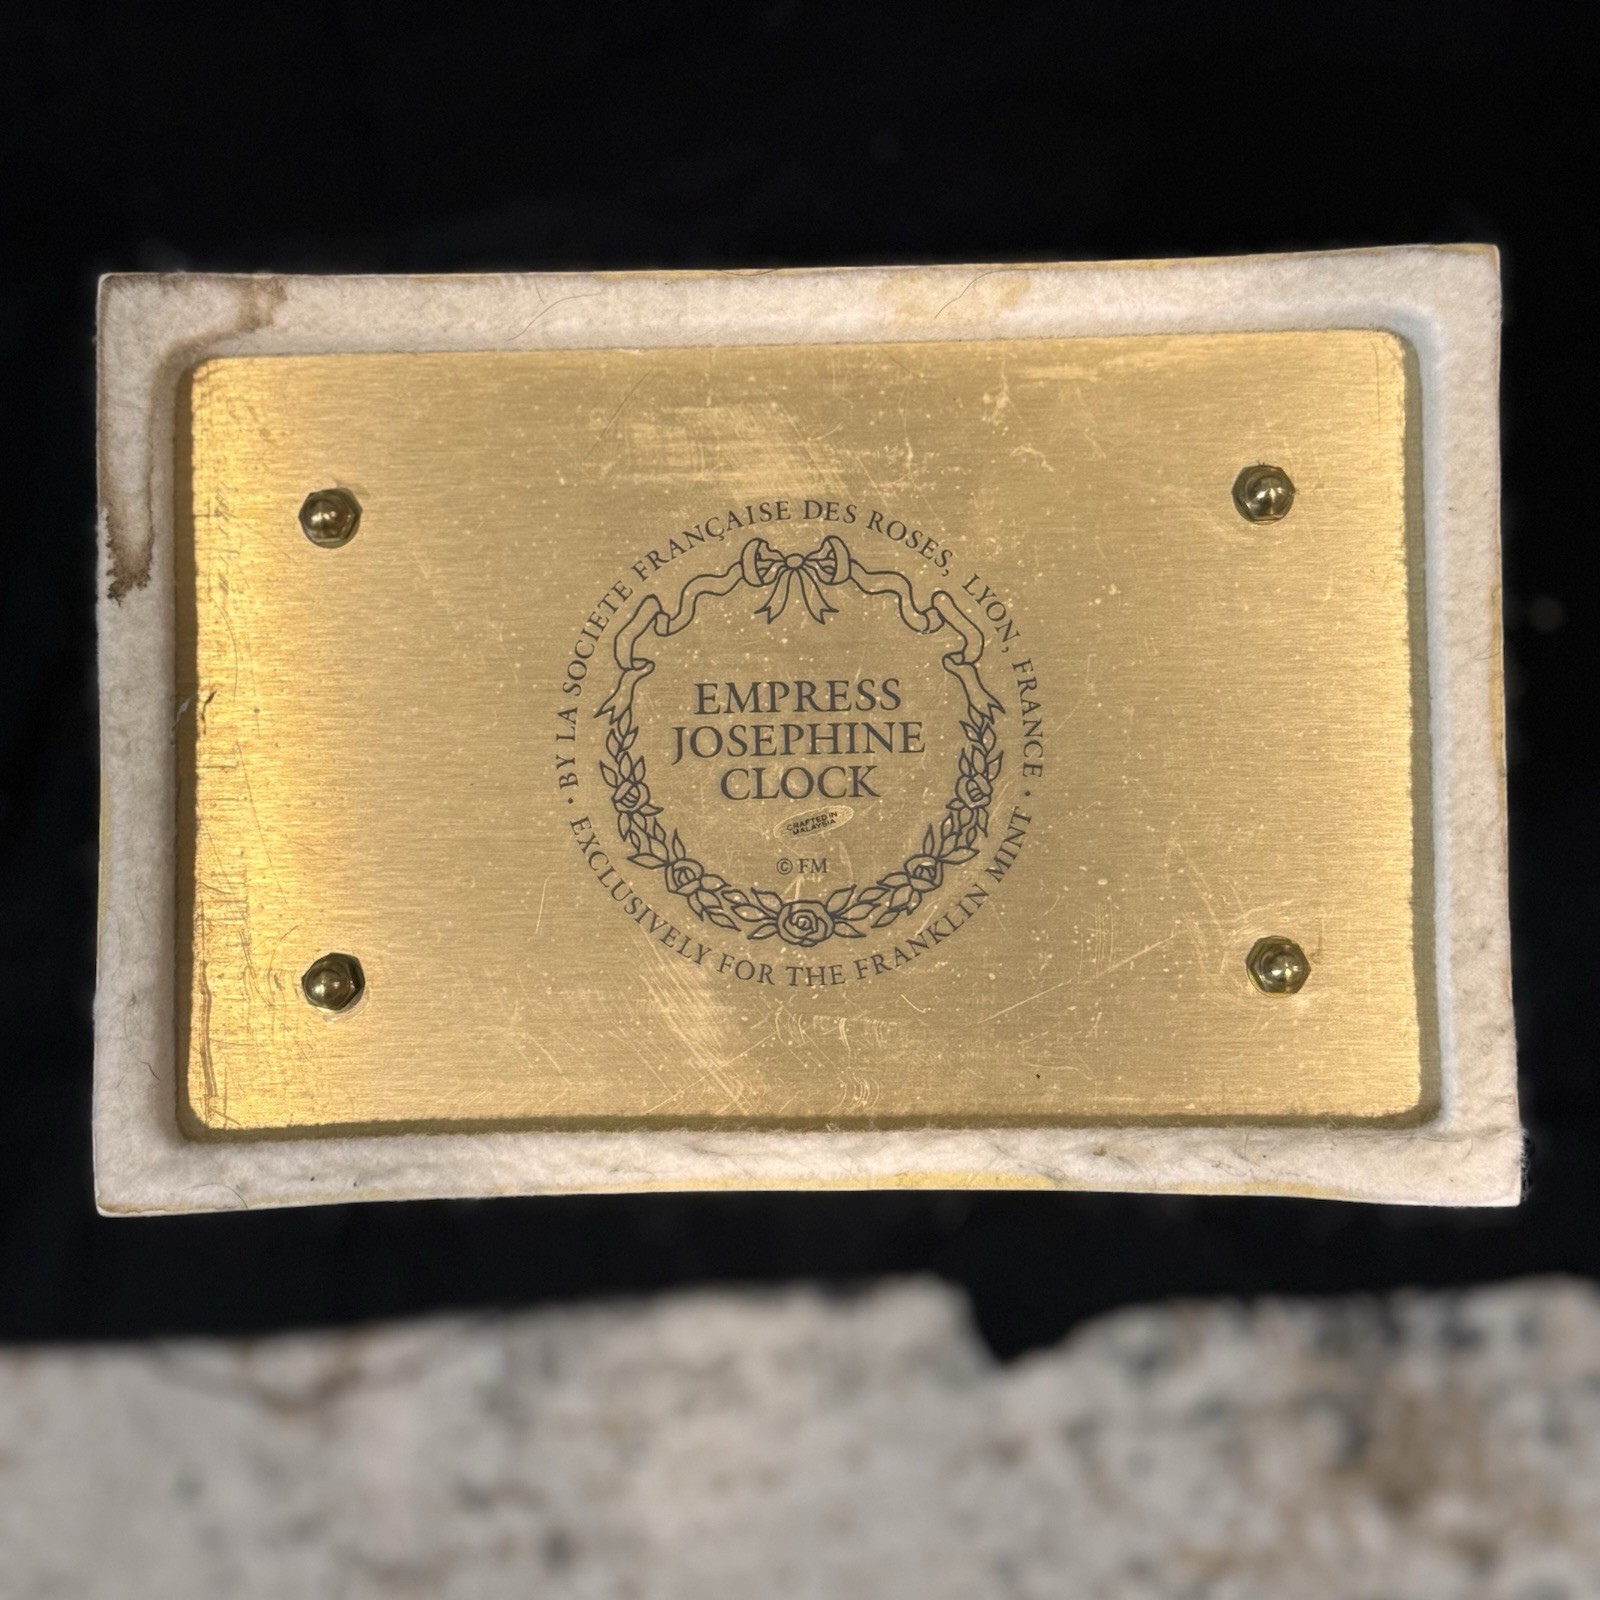 · BY LA SOCIETE FRANÇAISE DES ROSES, LYON, FRANCE ·
EMPRESS
JOSEPHINE
CLOCK
CRAFTED IN
MALAYSIA
© FM
EXCLUSIVELY FOR THE FRANKLIN MINT